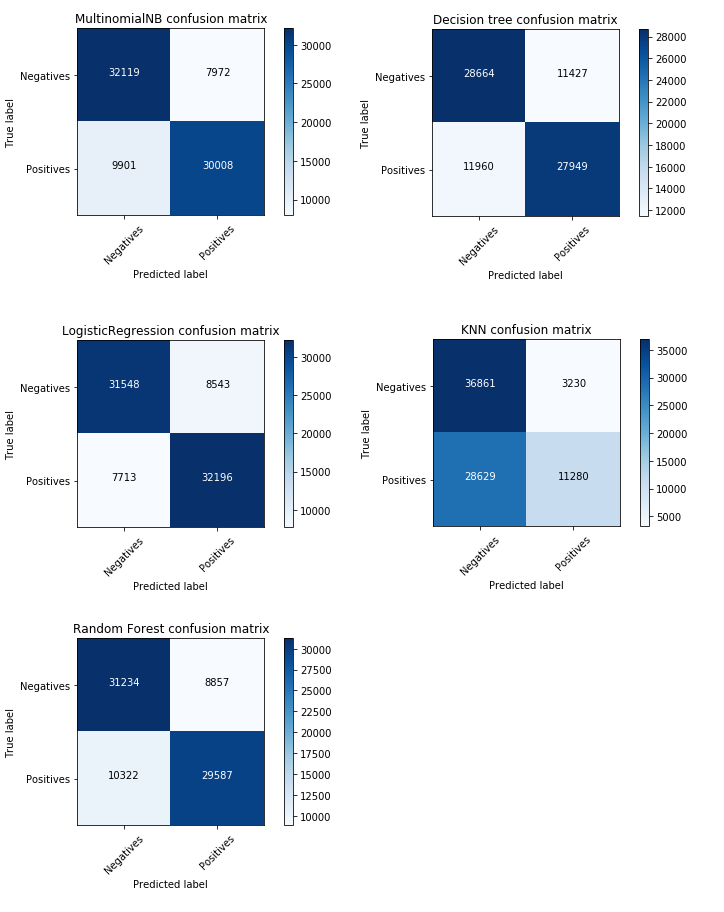 MultinomialNB confusion matrix
True label
Negatives
Positives
32119
7972
9901
30008
Negatives
Positives
Predicted label
30000
25000
20000
15000
10000
Decision tree confusion matrix
True label
Negatives
Positives
28664
11427
11960
27949
Negatives
Positives
Predicted label
28000
26000
24000
22000
20000
18000
16000
14000
12000
LogisticRegression confusion matrix
True label
Negatives
Positives
31548
8543
7713
32196
Negatives
Positives
Predicted label
30000
25000
20000
15000
10000
KNN confusion matrix
True label
Negatives
Positives
36861
3230
28629
11280
Negatives
Positives
Predicted label
35000
30000
25000
20000
15000
10000
5000
Random Forest confusion matrix
True label
Negatives
Positives
31234
8857
10322
29587
Negatives
Positives
Predicted label
30000
27500
25000
22500
20000
17500
15000
12500
10000